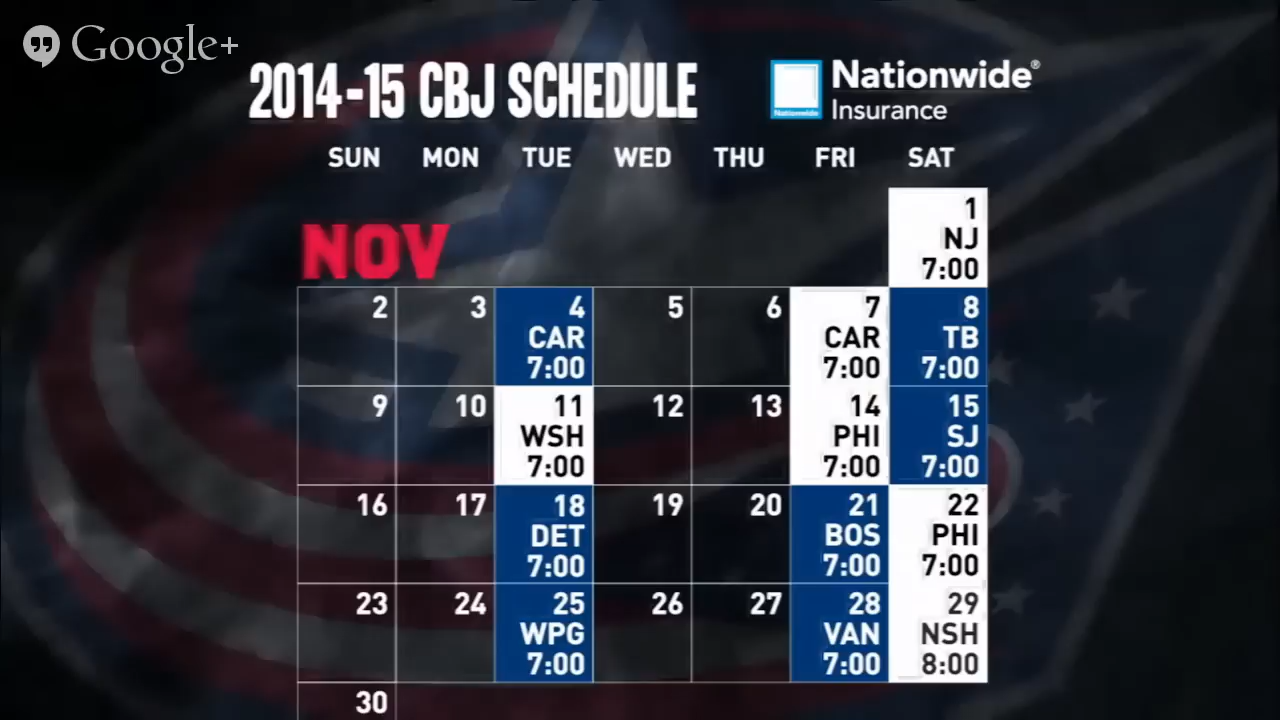 Google+
2014-15 CBJ SCHEDULE
Nationwide®
Insurance
Nationwide
SUN MON TUE WED THU FRI SAT
NOV
1
NJ
7:00
2 3 4 5 6 7 8
CAR CAR TB
7:00 7:00 7:00
9 10 11 12 13 14 15
WSH PHI SJ
7:00 7:00 7:00
16 17 18 19 20 21 22
DET BOS PHI
7:00 7:00 7:00
23 24 25 26 27 28 29
WPG VAN NSH
7:00 7:00 8:00
30